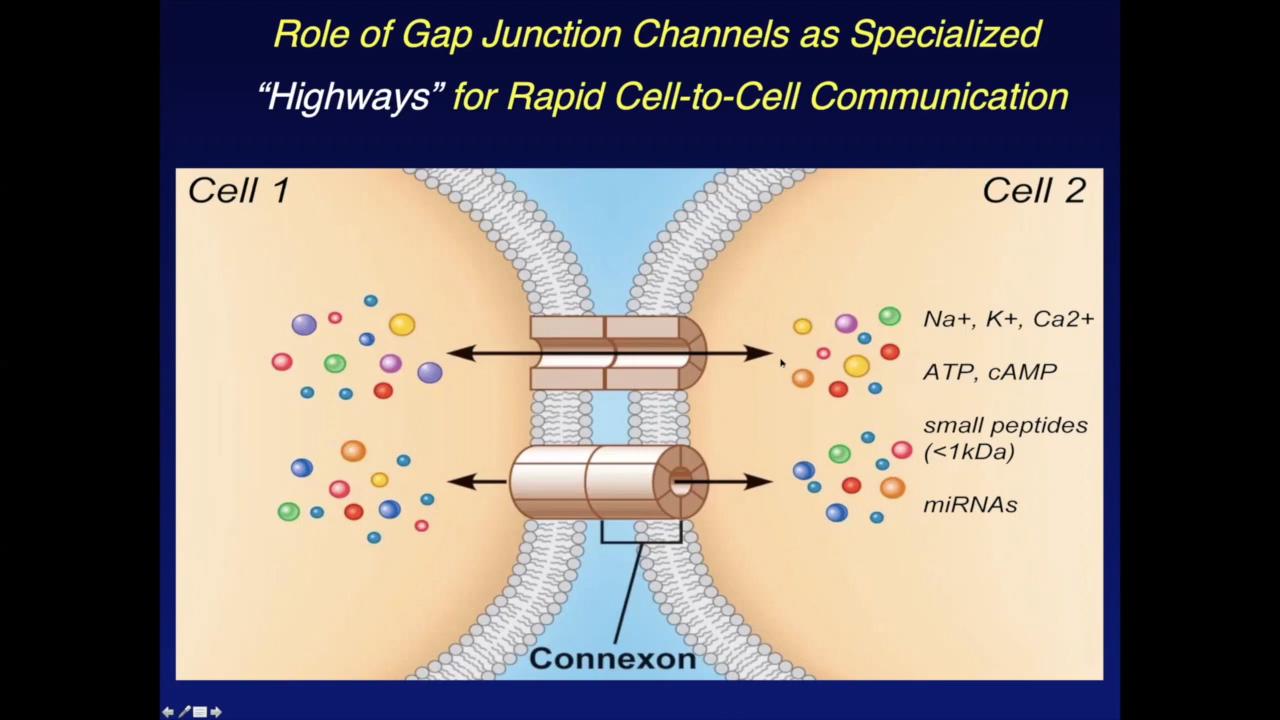 Role of Gap Junction Channels as Specialized
“Highways” for Rapid Cell-to-Cell Communication
Cell 1
Cell 2
Na+, K+, Ca2+
ATP, cAMP
small peptides
(<1kDa)
miRNAs
Connexon